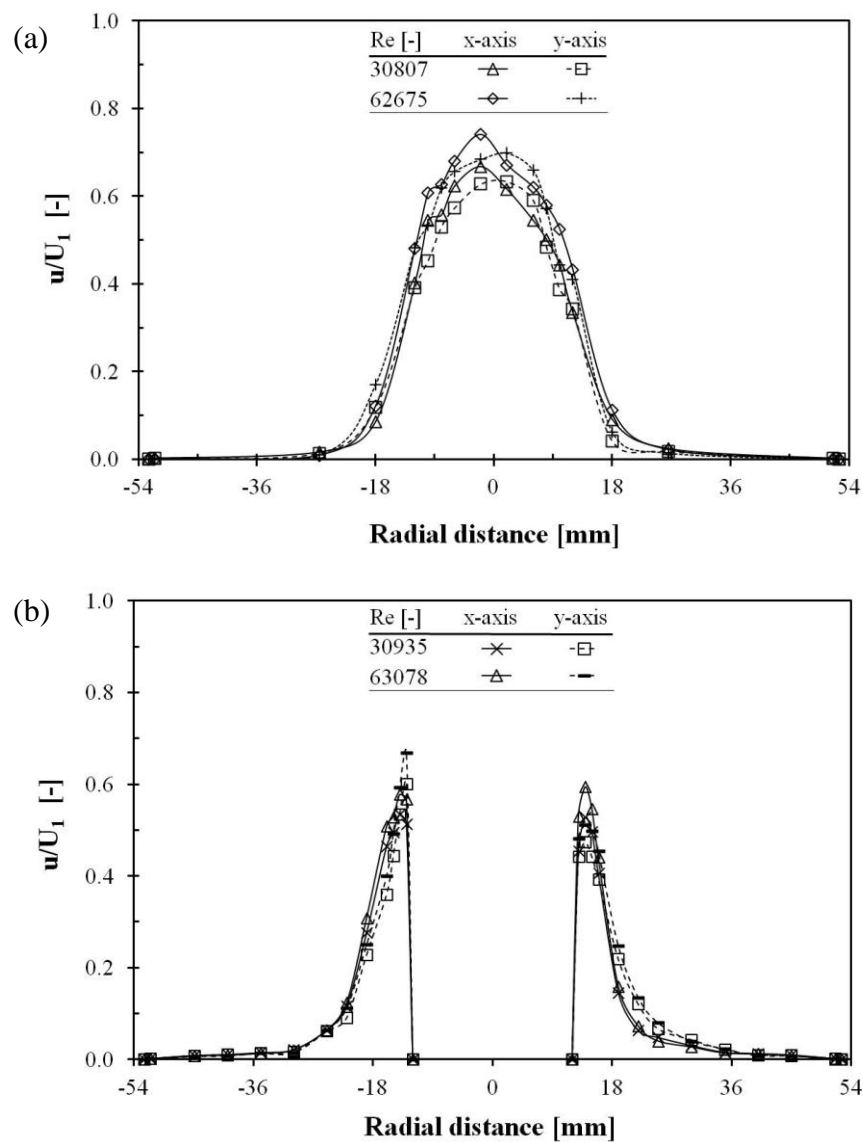 (a)
1.0
Re [-] x-axis y-axis
30807
62675
0.8
0.6
u/U1 [-]
0.4
0.2
0.0
-54 -36 -18 0 18 36 54
Radial distance [mm]
(b)
1.0
Re [-] x-axis y-axis
30935
63078
0.8
0.6
u/U1 [-]
0.4
0.2
0.0
-54 -36 -18 0 18 36 54
Radial distance [mm]